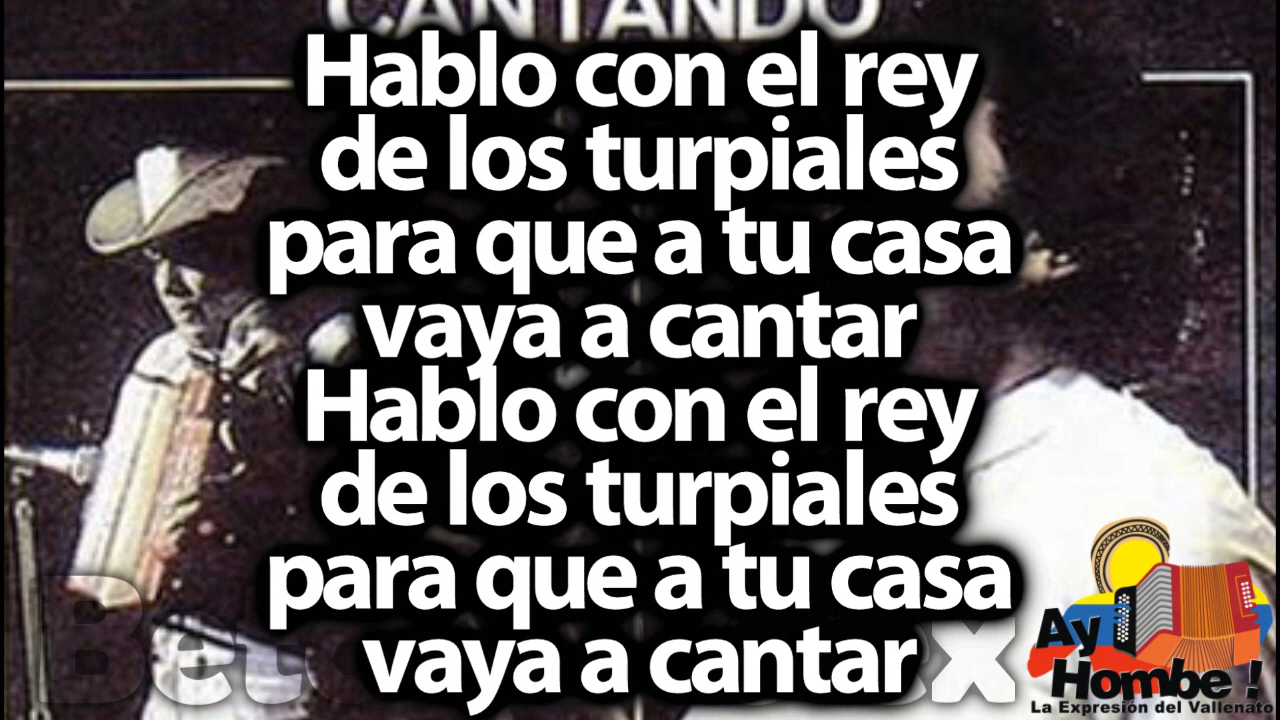 CANTANDO
Hablo con el rey
de los turpiales
para que a tu casa
vaya a cantar
Hablo con el rey
de los turpiales
para que a tu casa
vaya a cantar
Ay
Hombe !
La Expresión del Vallenato